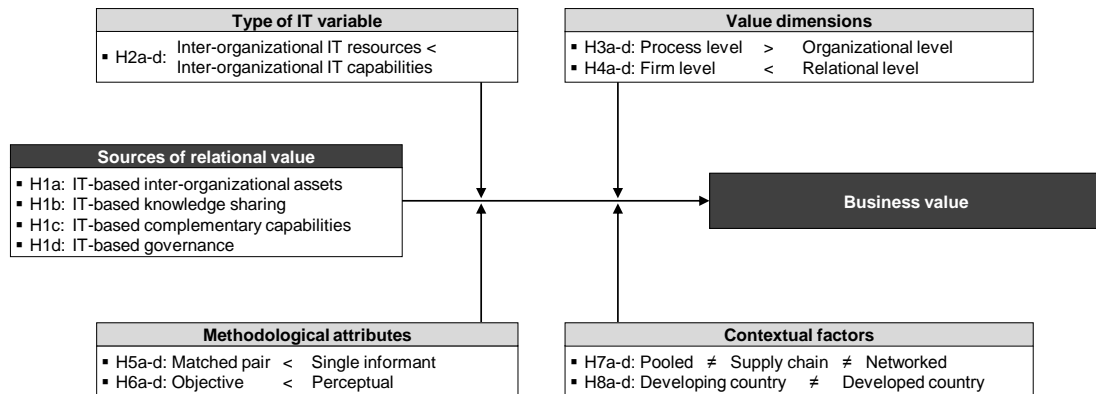 Type of IT variable
▪ H2a-d: Inter-organizational IT resources <
Inter-organizational IT capabilities
Value dimensions
▪ H3a-d: Process level > Organizational level
▪ H4a-d: Firm level < Relational level
Sources of relational value
▪ H1a: IT-based inter-organizational assets
▪ H1b: IT-based knowledge sharing
▪ H1c: IT-based complementary capabilities
▪ H1d: IT-based governance
Business value
Methodological attributes
▪ H5a-d: Matched pair < Single informant
▪ H6a-d: Objective < Perceptual
Contextual factors
▪ H7a-d: Pooled ≠ Supply chain ≠ Networked
▪ H8a-d: Developing country ≠ Developed country